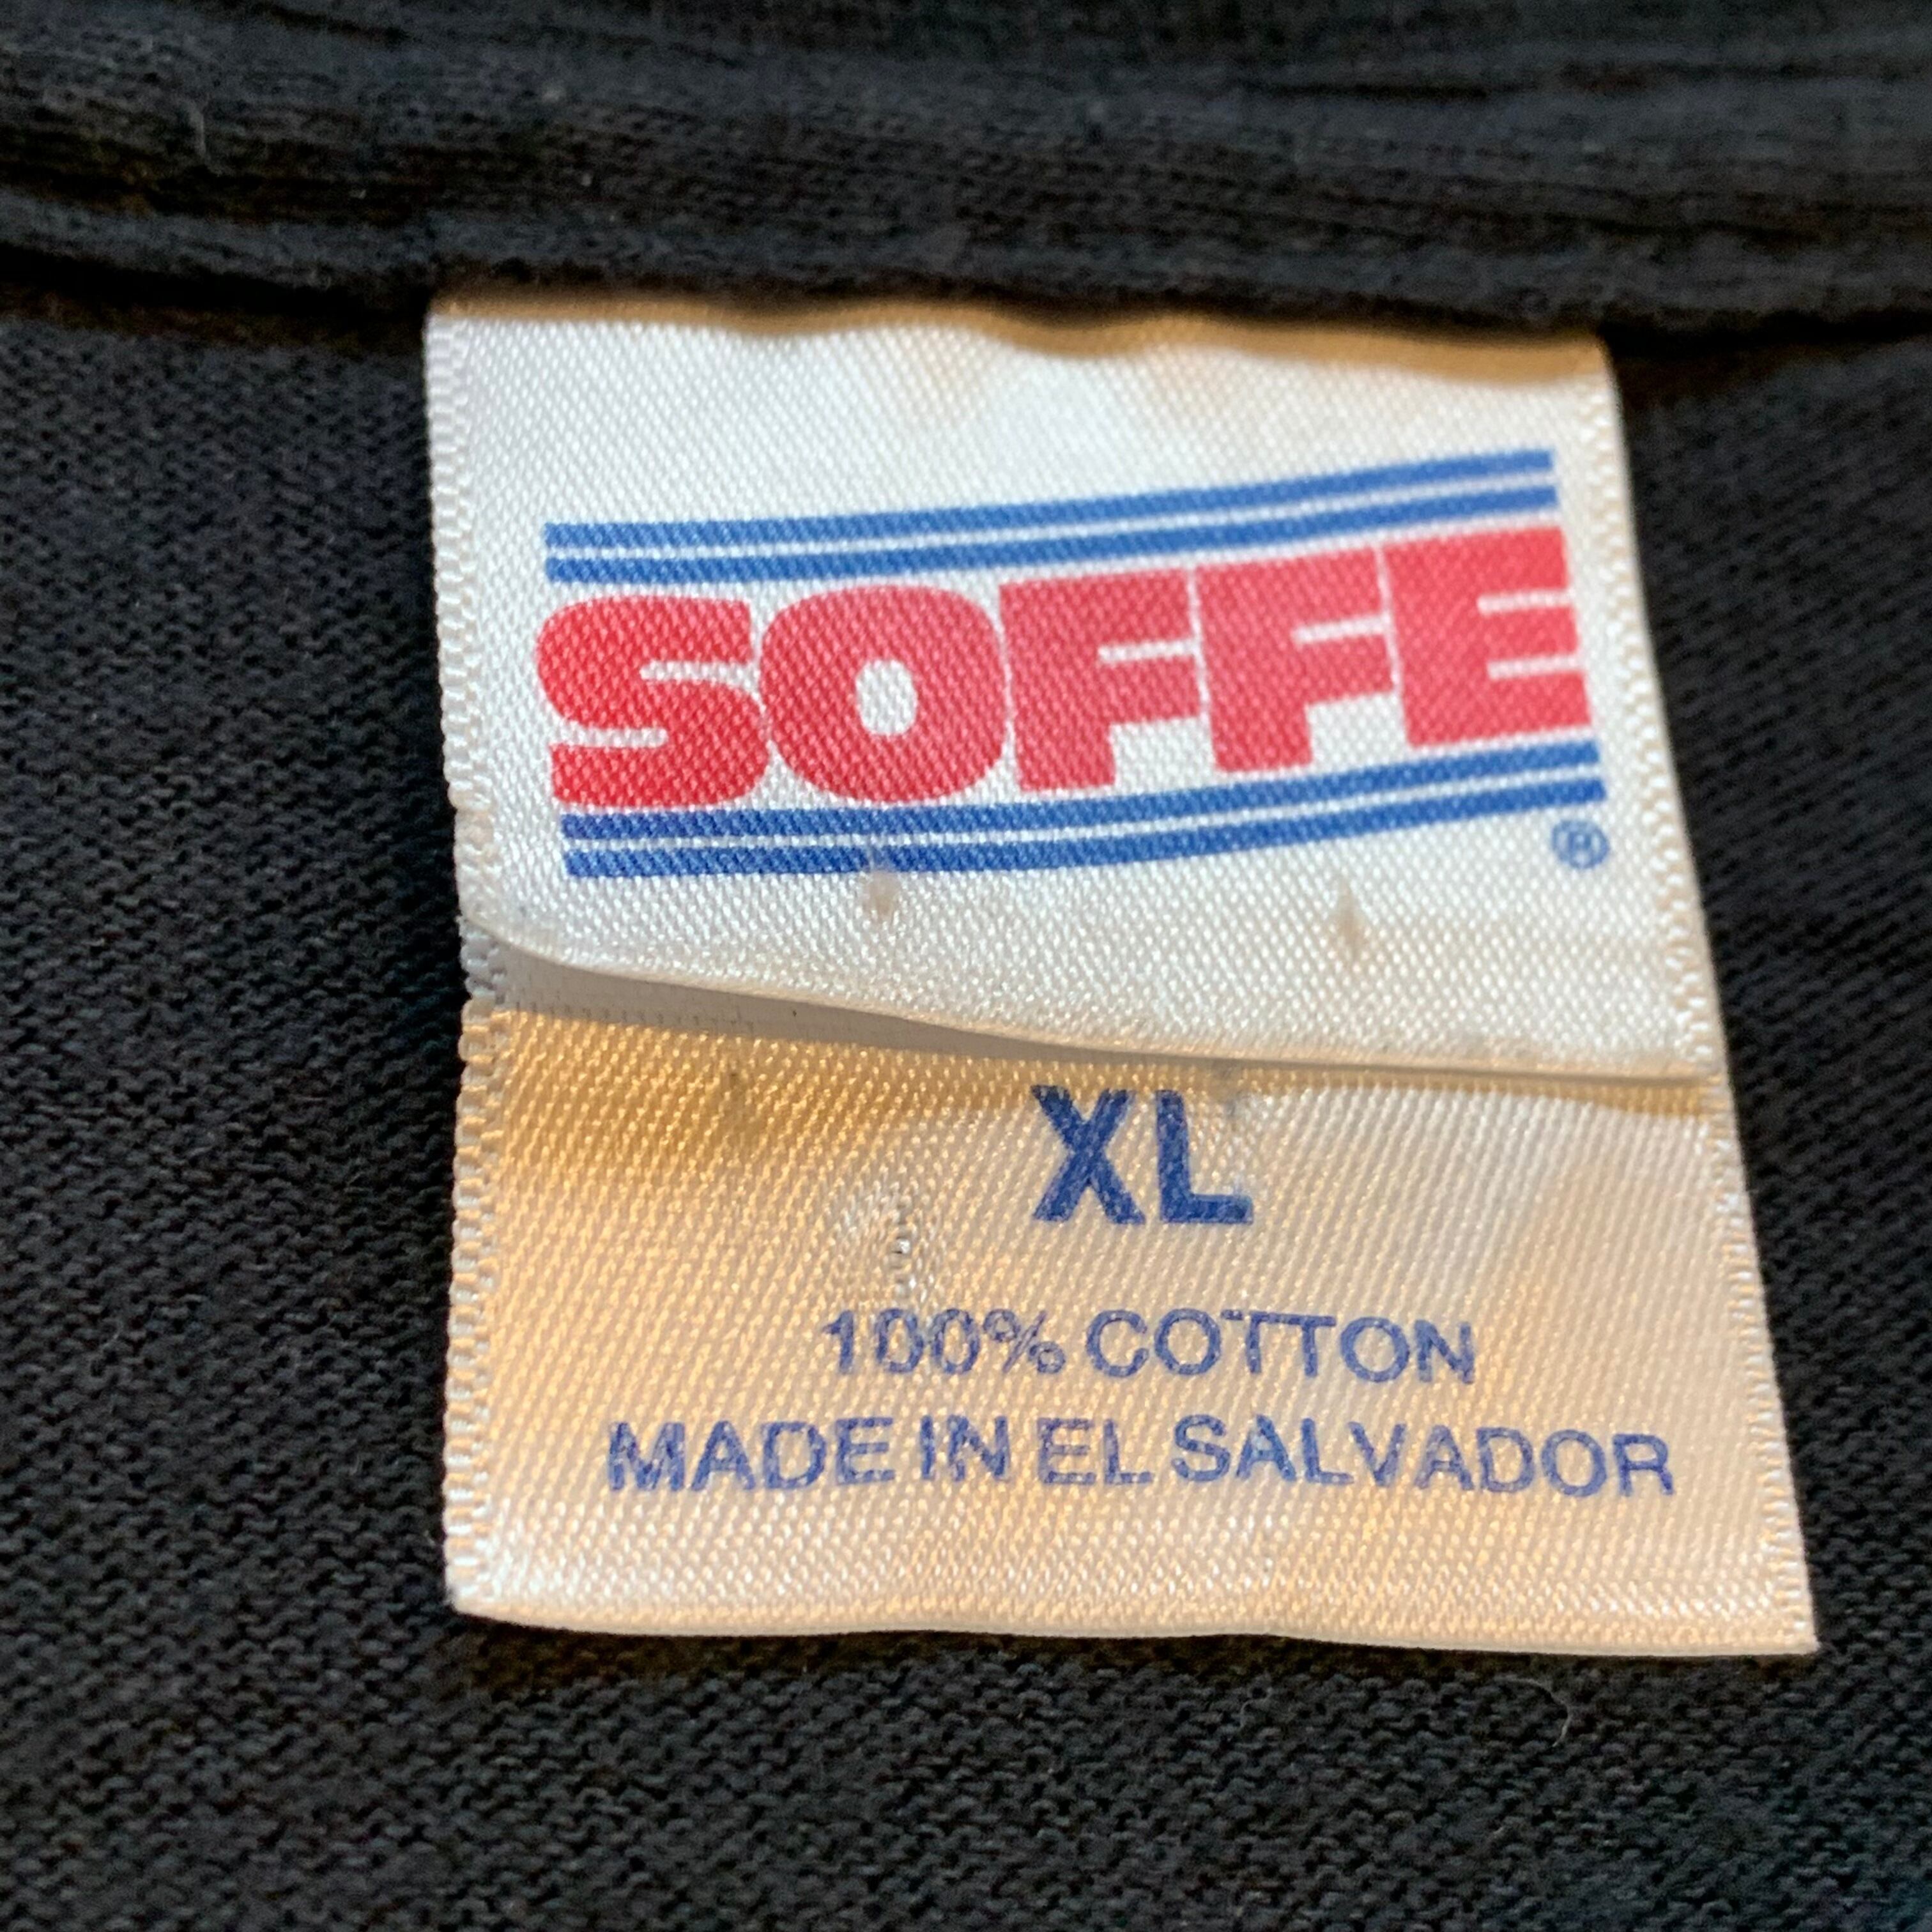 SOFFE
®
XL
100% COTTON
MADE IN EL SALVADOR